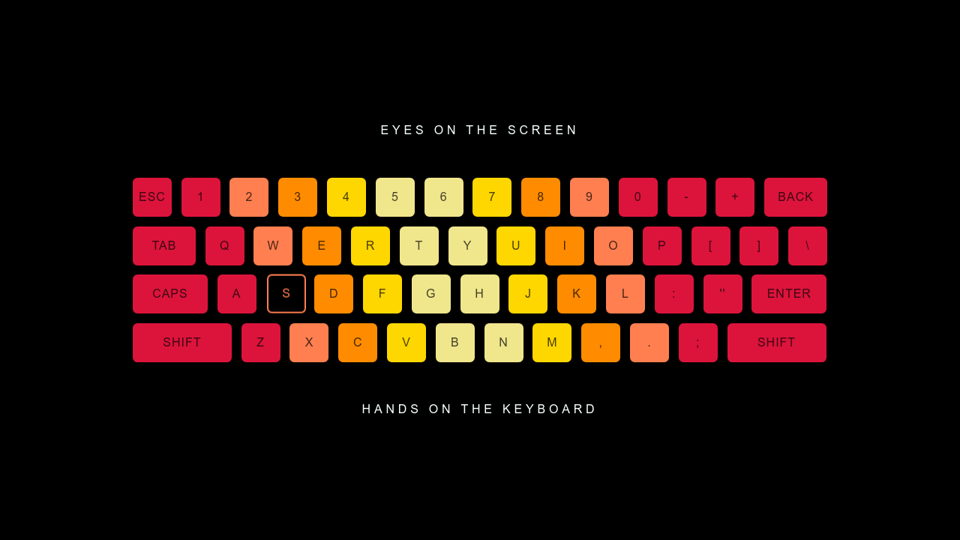 EYES ON THE SCREEN
ESC 1 2 3 4 5 6 7 8 9 0 - + BACK
TAB Q W E R T Y U I O P [ ] \
CAPS A S D F G H J K L : " ENTER
SHIFT Z X C V B N M , . ; SHIFT
HANDS ON THE KEYBOARD